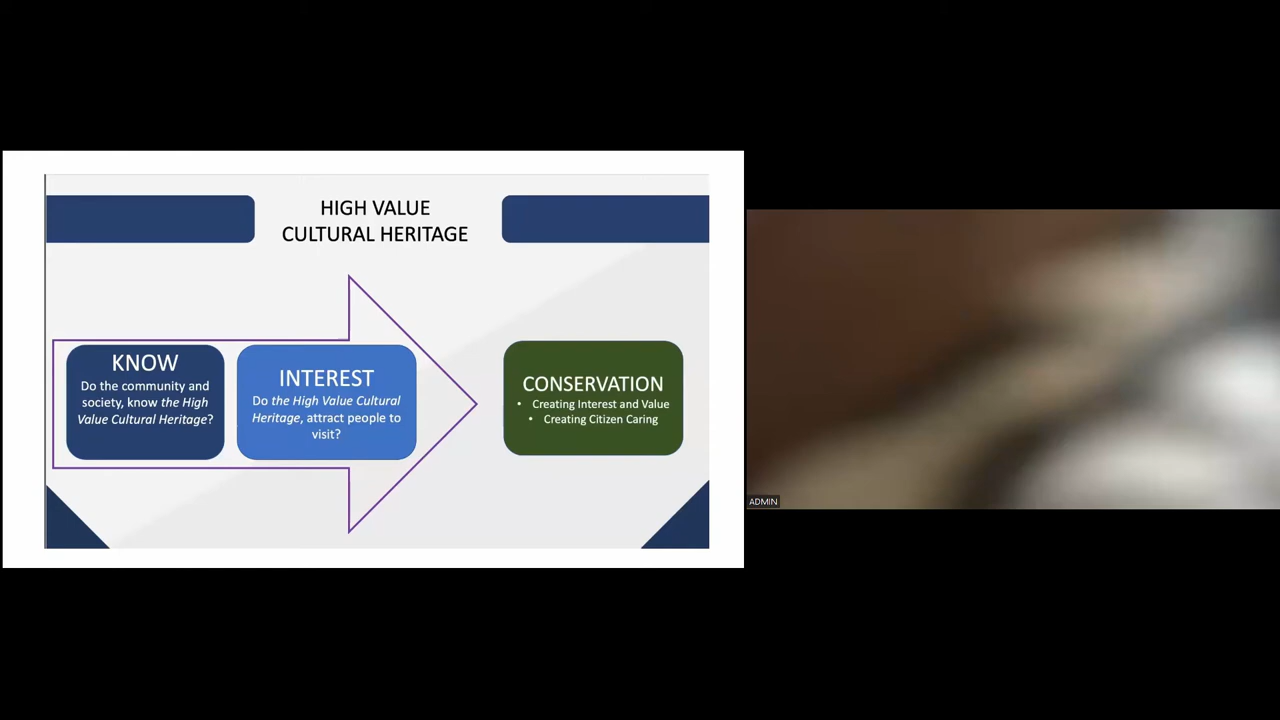 HIGH VALUE
CULTURAL HERITAGE
KNOW
Do the community and
society, know the High
Value Cultural Heritage?
INTEREST
Do the High Value Cultural
Heritage, attract people to
visit?
CONSERVATION
• Creating Interest and Value
• Creating Citizen Caring
ADMIN